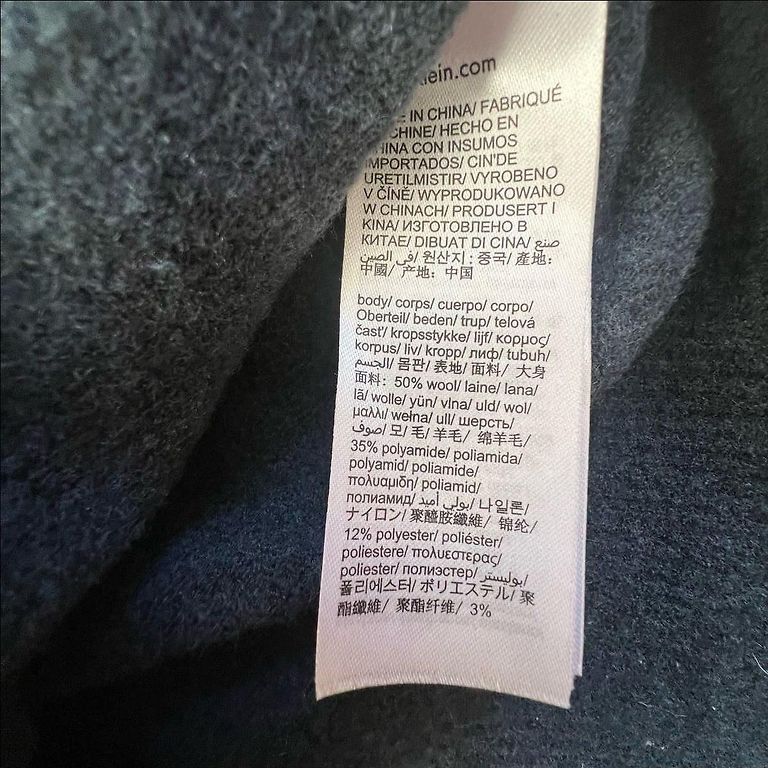 lein.com
E IN CHINA/ FABRIQUÉ
CHINE/ HECHO EN
HINA CON INSUMOS
IMPORTADOS/ CIN'DE
URETILMISTIR/ VYROBENO
V ČÍNĚ/ WYPRODUKOWANO
W CHINACH/ PRODUSERT I
KINA/ ИЗГОТОВЛЕНО В
КИТАЕ/ DIBUAT DI CINA/ صنع
في الصين/ 원산지 : 중국/ 產地:
中國/ 产地: 中国
body/ corps/ cuerpo/ corpo/
Oberteil/ beden/ trup/ telová
časť/ kropsstykke/ lijf/ κορμος/
korpus/ liv/ kropp/ лиф/ tubuh/
الجسم/ 몸판/ 表地/ 面料/ 大身
面料: 50% wool/ laine/ lana/
lã/ wolle/ yün/ vlna/ uld/ wol/
μαλλι/ wełna/ ull/ шерсть/
صوف/ 모/ 毛/ 羊毛/ 绵羊毛/
35% polyamide/ poliamida/
polyamid/ poliamide/
πολυαμιδη/ poliamid/
полиамид/ بولي أميد/ 나일론/
ナイロン/ 聚醯胺纖維/ 锦纶/
12% polyester/ poliéster/
poliestere/ πολυεστερας/
poliester/ полиэстер/ بوليستر/
폴리에스터/ ポリエステル/ 聚
酯纖維/ 聚酯纤维/ 3%